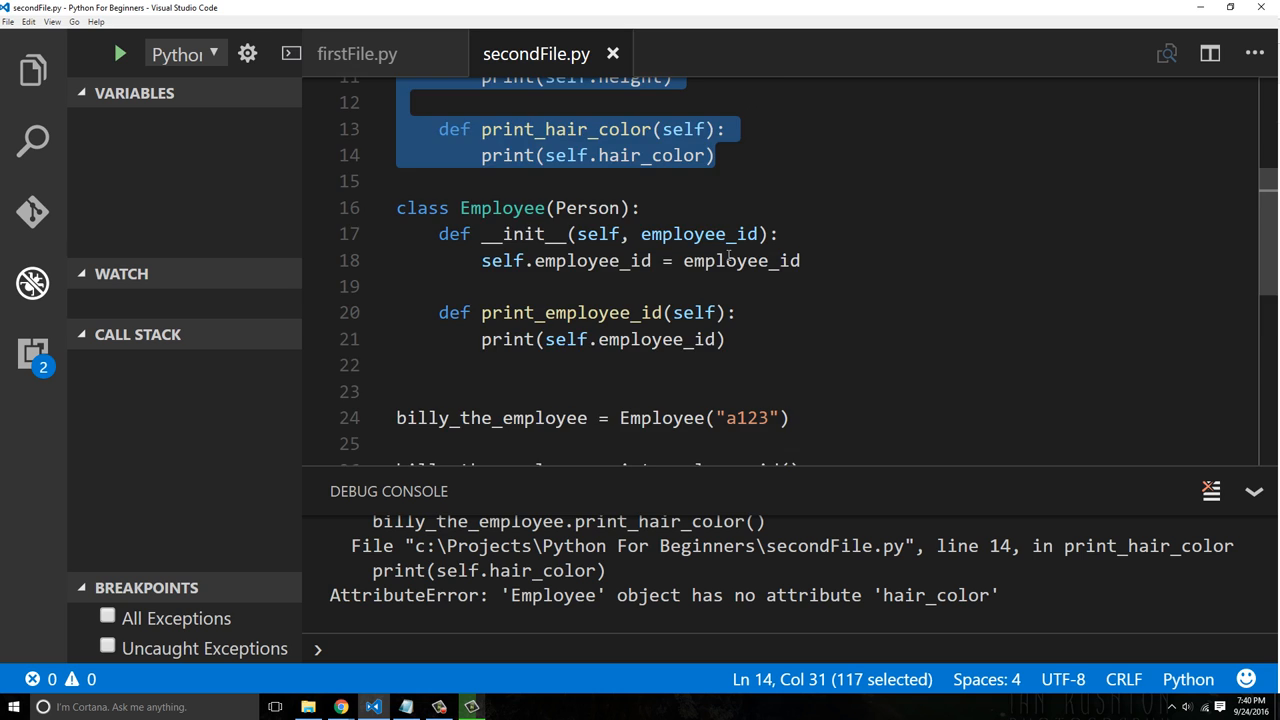 secondFile.py - Python For Beginners - Visual Studio Code
File Edit View Go Help
Python
firstFile.py
secondFile.py
VARIABLES
WATCH
CALL STACK
BREAKPOINTS
All Exceptions
Uncaught Exceptions
2
11 print(self.height)
12
13 def print_hair_color(self):
14 print(self.hair_color)
15
16 class Employee(Person):
17 def __init__(self, employee_id):
18 self.employee_id = employee_id
19
20 def print_employee_id(self):
21 print(self.employee_id)
22
23
24 billy_the_employee = Employee("a123")
25
DEBUG CONSOLE
billy_the_employee.print_hair_color()
File "c:\Projects\Python For Beginners\secondFile.py", line 14, in print_hair_color
print(self.hair_color)
AttributeError: 'Employee' object has no attribute 'hair_color'
0 0
Ln 14, Col 31 (117 selected) Spaces: 4 UTF-8 CRLF Python
I'm Cortana. Ask me anything.
7:40 PM
9/24/2016